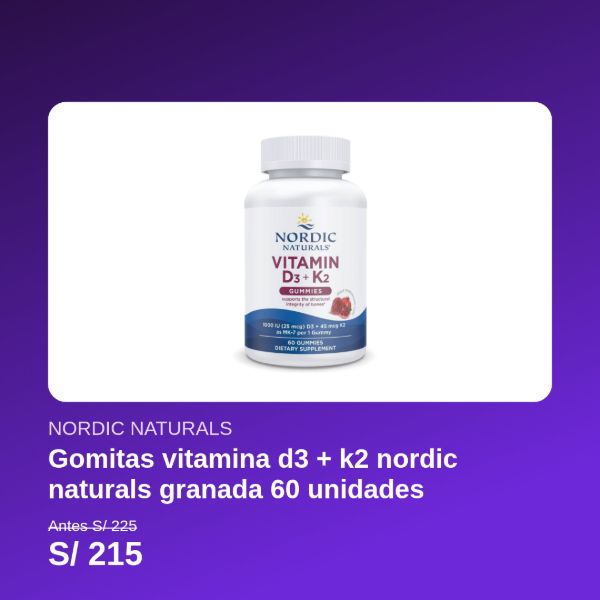 NORDIC
NATURALS
VITAMIN
D3 + K2
GUMMIES
supports the structural
integrity of bones*
1000 IU (25 mcg) D3 + 45 mcg K2
as MK-7 per 1 Gummy
60 GUMMIES
DIETARY SUPPLEMENT
NORDIC NATURALS
Gomitas vitamina d3 + k2 nordic
naturals granada 60 unidades
Antes S/ 225
S/ 215